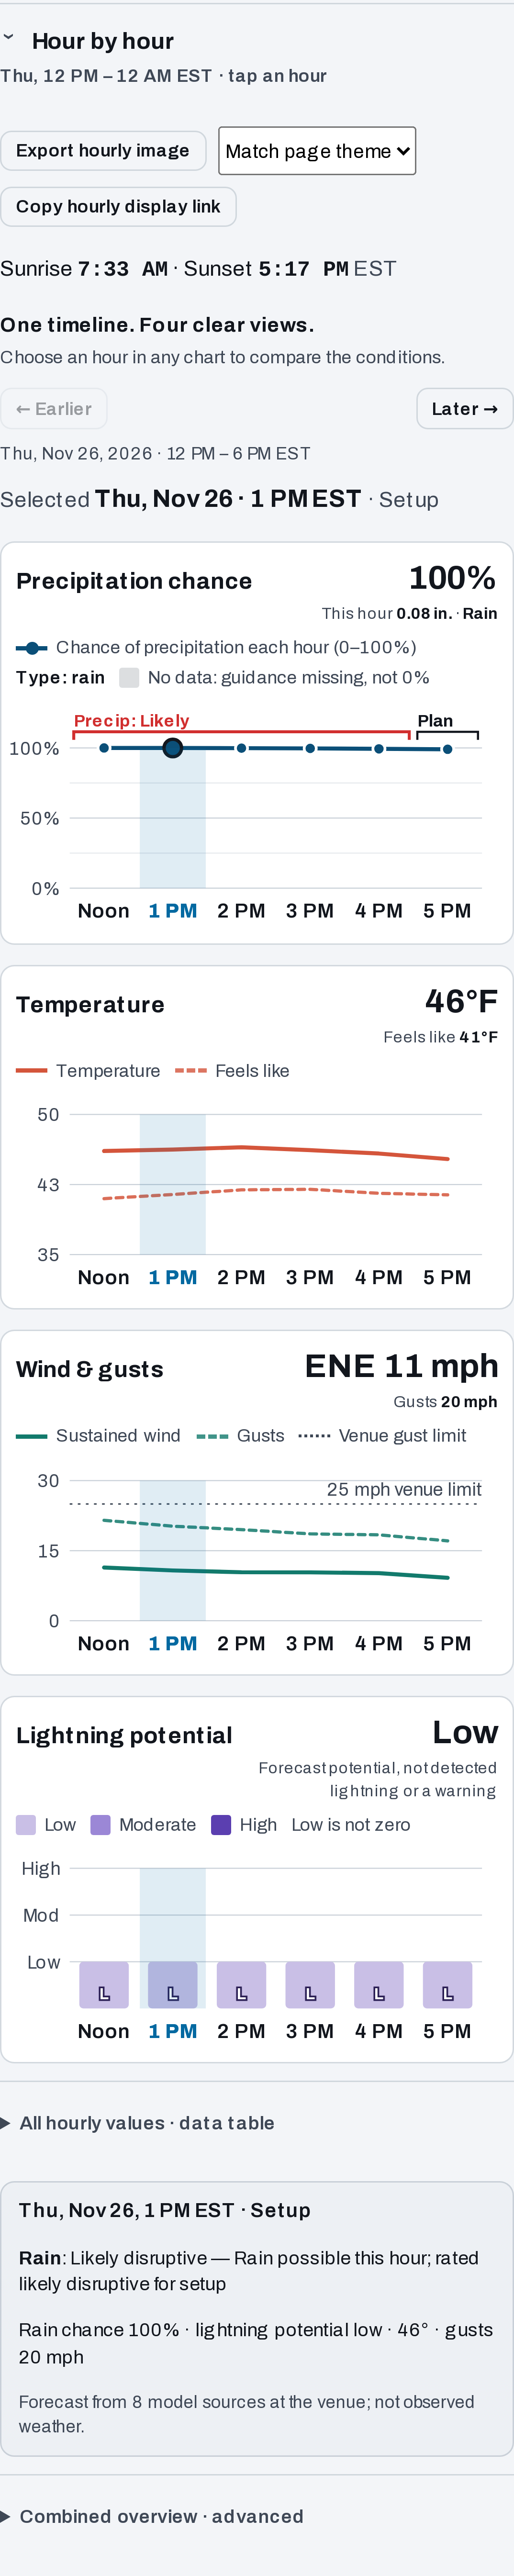 Hour by hour
Thu, 12 PM – 12 AM EST · tap an hour
Export hourly image
Match page theme
Copy hourly display link
Sunrise 7:33 AM · Sunset 5:17 PM EST
One timeline. Four clear views.
Choose an hour in any chart to compare the conditions.
← Earlier
Later →
Thu, Nov 26, 2026 · 12 PM – 6 PM EST
Selected Thu, Nov 26 · 1 PM EST · Setup
Precipitation chance
100%
This hour 0.08 in. · Rain
Chance of precipitation each hour (0–100%)
Type: rain
No data: guidance missing, not 0%
Precip: Likely
Plan
100%
50%
0%
Noon 1 PM 2 PM 3 PM 4 PM 5 PM
Temperature
46°F
Feels like 41°F
Temperature
Feels like
50
43
35
Noon 1 PM 2 PM 3 PM 4 PM 5 PM
Wind & gusts
ENE 11 mph
Gusts 20 mph
Sustained wind
Gusts
Venue gust limit
30
25 mph venue limit
15
0
Noon 1 PM 2 PM 3 PM 4 PM 5 PM
Lightning potential
Low
Forecast potential, not detected
lightning or a warning
Low
Moderate
High
Low is not zero
High
Mod
Low
L L L L L L
Noon 1 PM 2 PM 3 PM 4 PM 5 PM
All hourly values · data table
Thu, Nov 26, 1 PM EST · Setup
Rain: Likely disruptive — Rain possible this hour; rated
likely disruptive for setup
Rain chance 100% · lightning potential low · 46° · gusts
20 mph
Forecast from 8 model sources at the venue; not observed
weather.
Combined overview · advanced